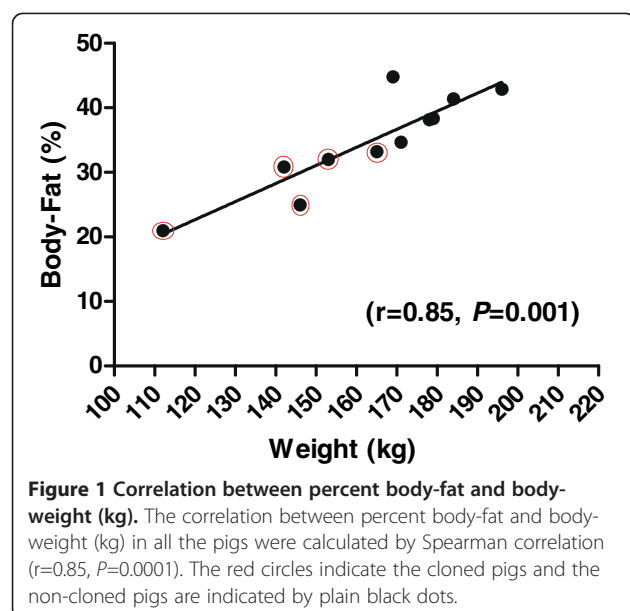 50
40
30
20
10
0
Body-Fat (%)
(r=0.85, P=0.001)
100 110 120 130 140 150 160 170 180 190 200 210 220
Weight (kg)
Figure 1 Correlation between percent body-fat and body-
weight (kg). The correlation between percent body-fat and body-
weight (kg) in all the pigs were calculated by Spearman correlation
(r=0.85, P=0.0001). The red circles indicate the cloned pigs and the
non-cloned pigs are indicated by plain black dots.